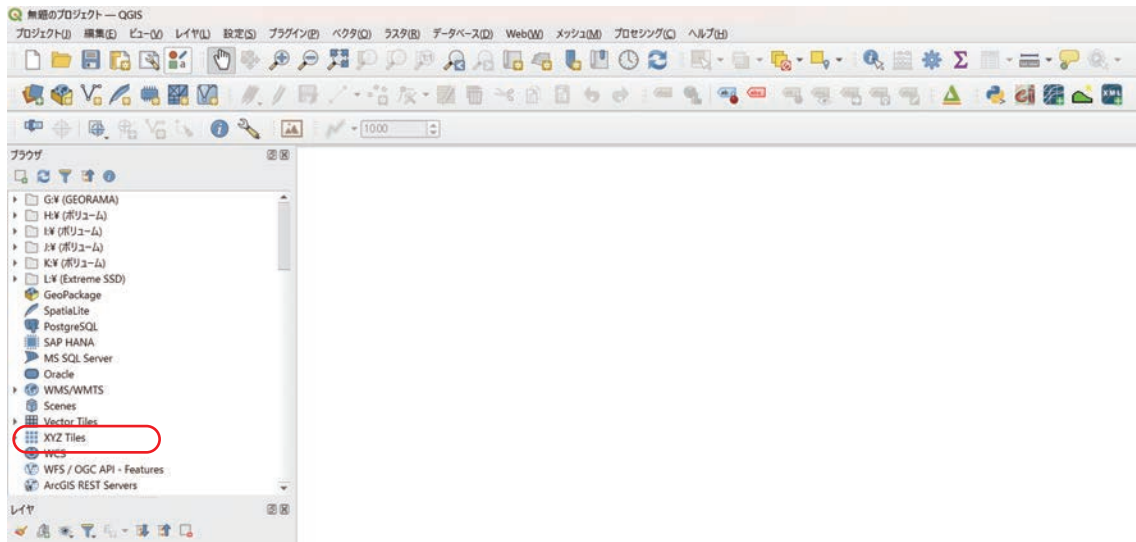 無題のプロジェクト — QGIS
プロジェクト(J) 編集(E) ビュー(V) レイヤ(L) 設定(S) プラグイン(P) ベクタ(O) ラスタ(R) データベース(D) Web(W) メッシュ(M) プロセシング(C) ヘルプ(H)
1000
ブラウザ
G:¥ (GEORAMA)
H:¥ (ボリューム)
I:¥ (ボリューム)
J:¥ (ボリューム)
K:¥ (ボリューム)
L:¥ (Extreme SSD)
GeoPackage
SpatiaLite
PostgreSQL
SAP HANA
MS SQL Server
Oracle
WMS/WMTS
Scenes
Vector Tiles
XYZ Tiles
WCS
WFS / OGC API - Features
ArcGIS REST Servers
レイヤ